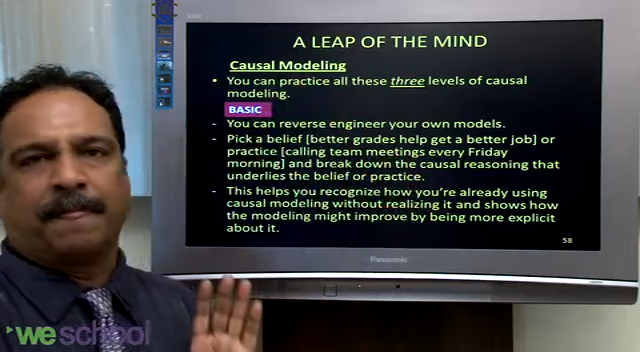 A LEAP OF THE MIND
Causal Modeling
• You can practice all these three levels of causal
modeling.
BASIC
- You can reverse engineer your own models.
- Pick a belief [better grades help get a better job] or
practice [calling team meetings every Friday
morning] and break down the causal reasoning that
underlies the belief or practice.
- This helps you recognize how you're already using
causal modeling without realizing it and shows how
the modeling might improve by being more explicit
about it.
58
Panasonic
weschool